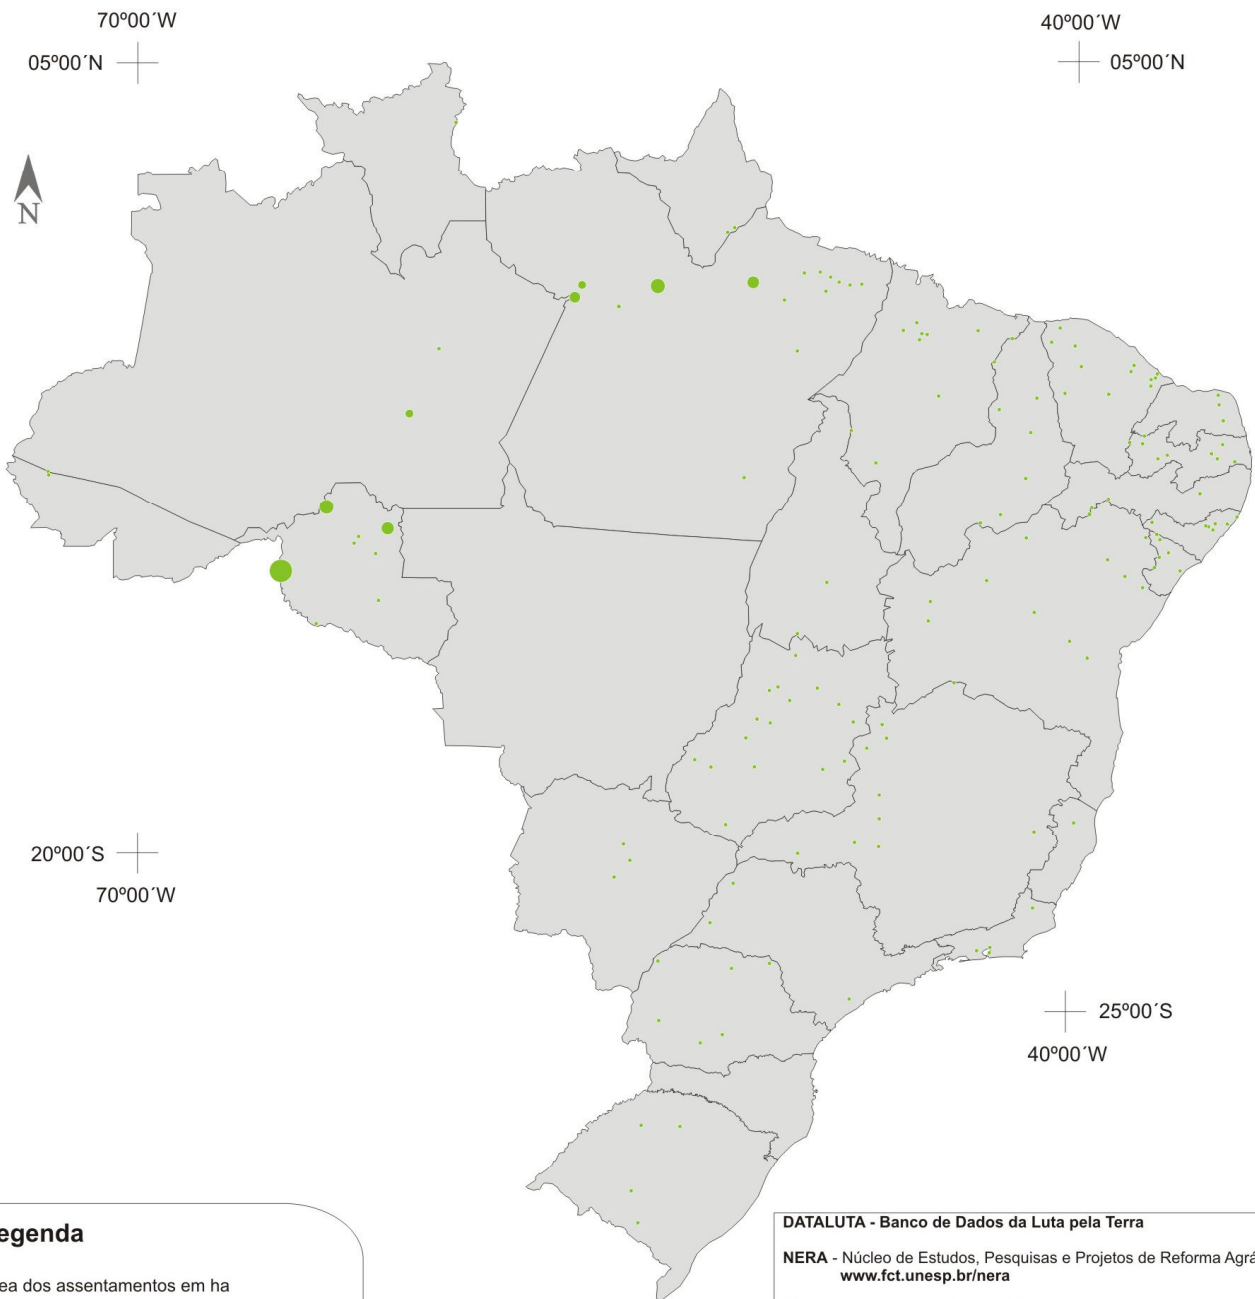 70º00´W
40º00´W
05º00´N
05º00´N
N
20º00´S
70º00´W
25º00´S
40º00´W
egenda
ea dos assentamentos em ha
DATALUTA - Banco de Dados da Luta pela Terra
NERA - Núcleo de Estudos, Pesquisas e Projetos de Reforma Agrá
www.fct.unesp.br/nera